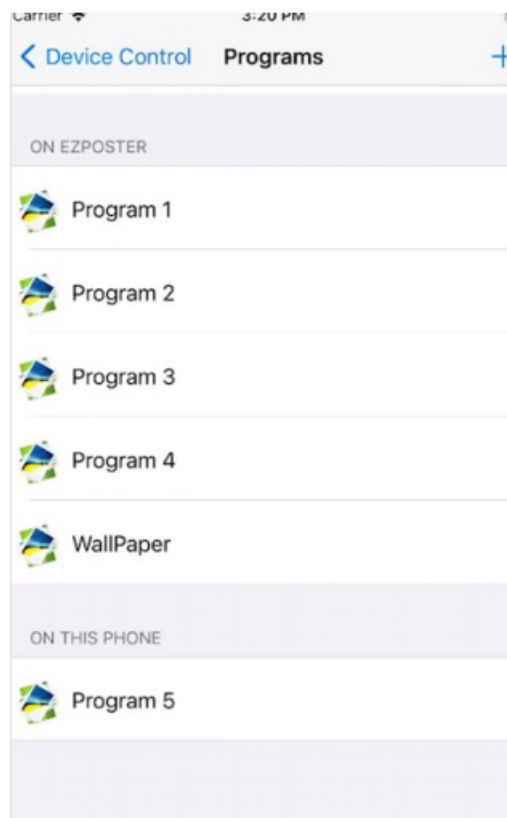 Carrier 3:20 PM
Device Control Programs +
ON EZPOSTER
Program 1
Program 2
Program 3
Program 4
WallPaper
ON THIS PHONE
Program 5